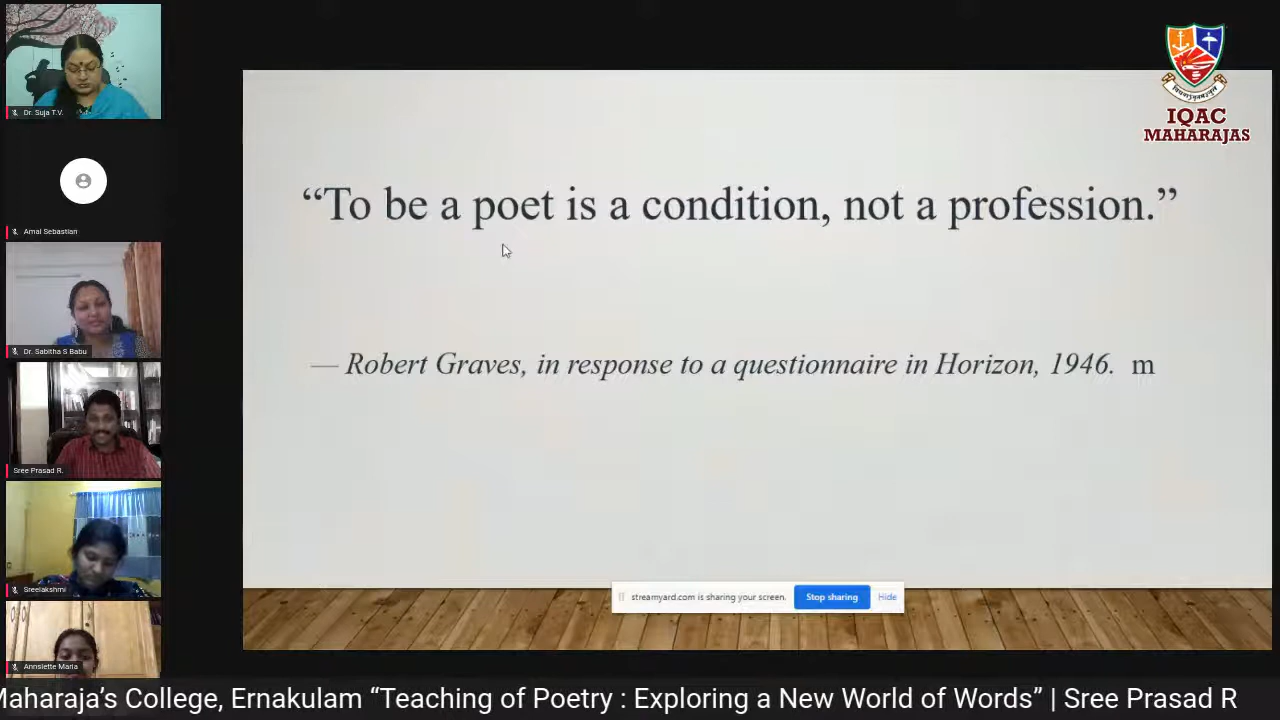 Dr. Suja T.V.
Amal Sebastian
Dr. Sabitha S Babu
Sree Prasad R.
Sreelakshmi
Annsiette Maria
IQAC
MAHARAJAS
“To be a poet is a condition, not a profession.”
— Robert Graves, in response to a questionnaire in Horizon, 1946. m
streamyard.com is sharing your screen. Stop sharing Hide
Maharaja’s College, Ernakulam “Teaching of Poetry : Exploring a New World of Words” | Sree Prasad R